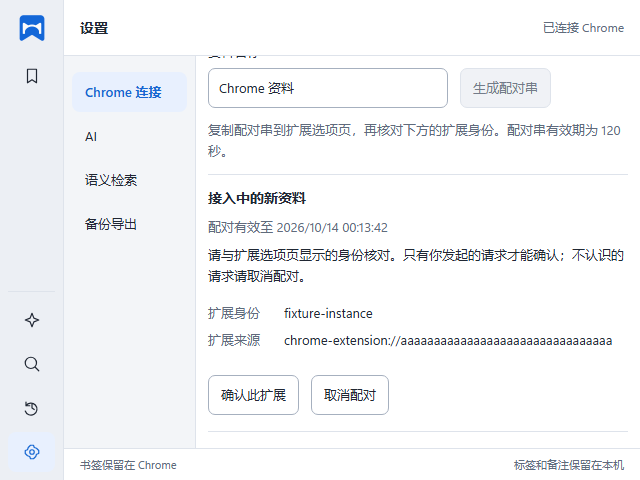 设置
已连接 Chrome
Chrome 连接
AI
语义检索
备份导出
Chrome 资料
生成配对串
复制配对串到扩展选项页，再核对下方的扩展身份。配对串有效期为 120
秒。
接入中的新资料
配对有效至 2026/10/14 00:13:42
请与扩展选项页显示的身份核对。只有你发起的请求才能确认；不认识的
请求请取消配对。
扩展身份 fixture-instance
扩展来源 chrome-extension://aaaaaaaaaaaaaaaaaaaaaaaaaaaaaaaa
确认此扩展
取消配对
书签保留在 Chrome
标签和备注保留在本机